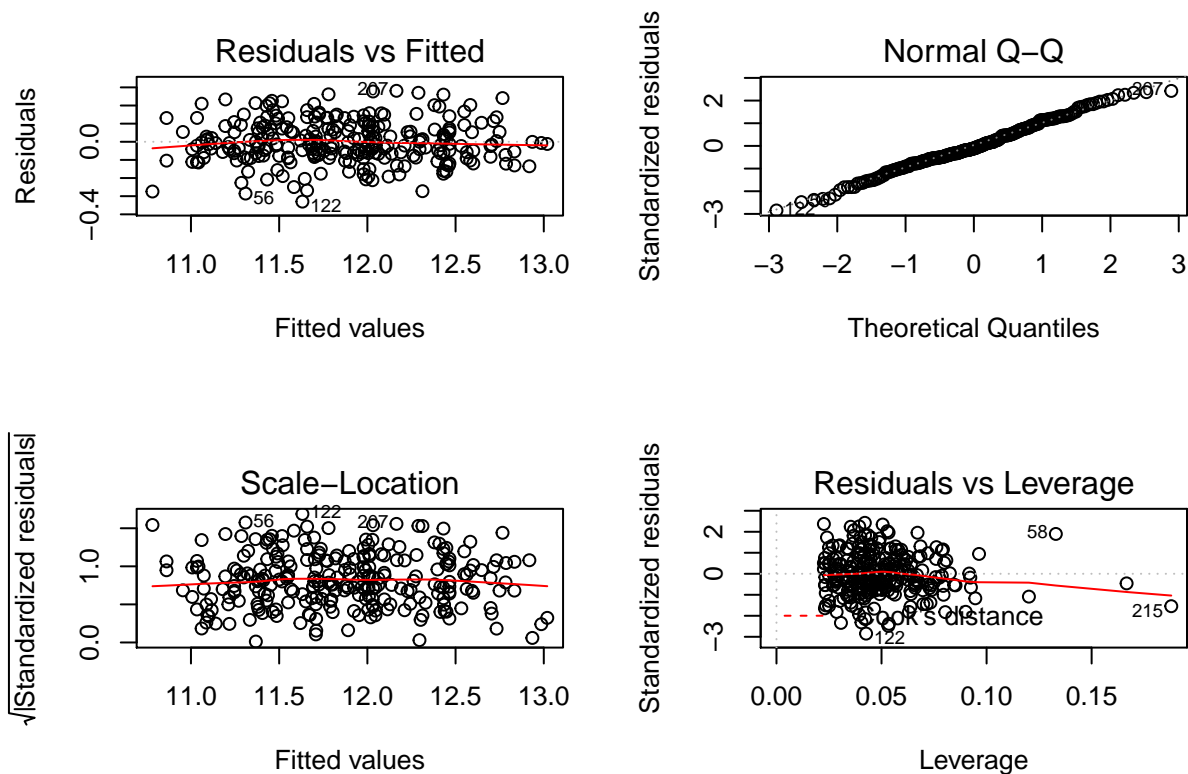 Residuals vs Fitted
Residuals
0.0
−0.4
207
56
122
11.0 11.5 12.0 12.5 13.0
Fitted values
Normal Q−Q
Standardized residuals
2
0
−3
207
122
−3 −2 −1 0 1 2 3
Theoretical Quantiles
Scale−Location
√|Standardized residuals|
1.0
0.0
56
122
207
11.0 11.5 12.0 12.5 13.0
Fitted values
Residuals vs Leverage
Standardized residuals
2
0
−3
58
215
Cook's distance
122
0.00 0.05 0.10 0.15
Leverage